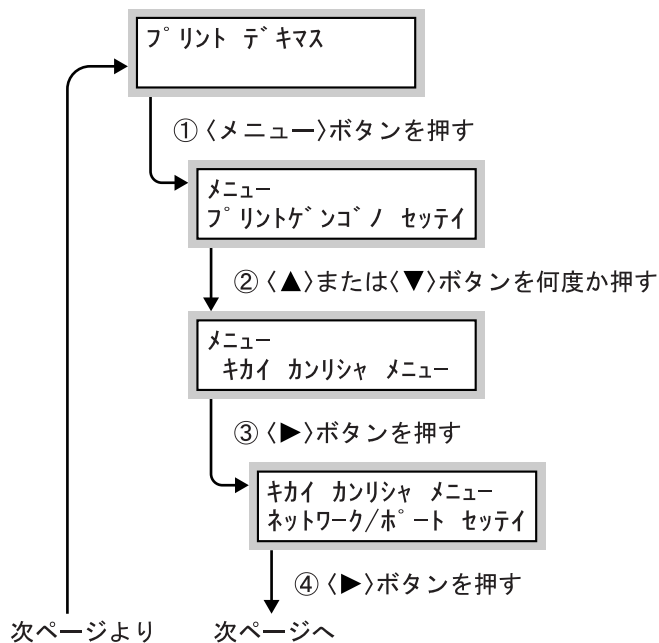 プリント デキマス
①〈メニュー〉ボタンを押す
メニュー
プリントゲンゴノ セッテイ
②〈▲〉または〈▼〉ボタンを何度か押す
メニュー
キカイ カンリシャ メニュー
③〈▶〉ボタンを押す
キカイ カンリシャ メニュー
ネットワーク/ポート セッテイ
④〈▶〉ボタンを押す
次ページより 次ページへ